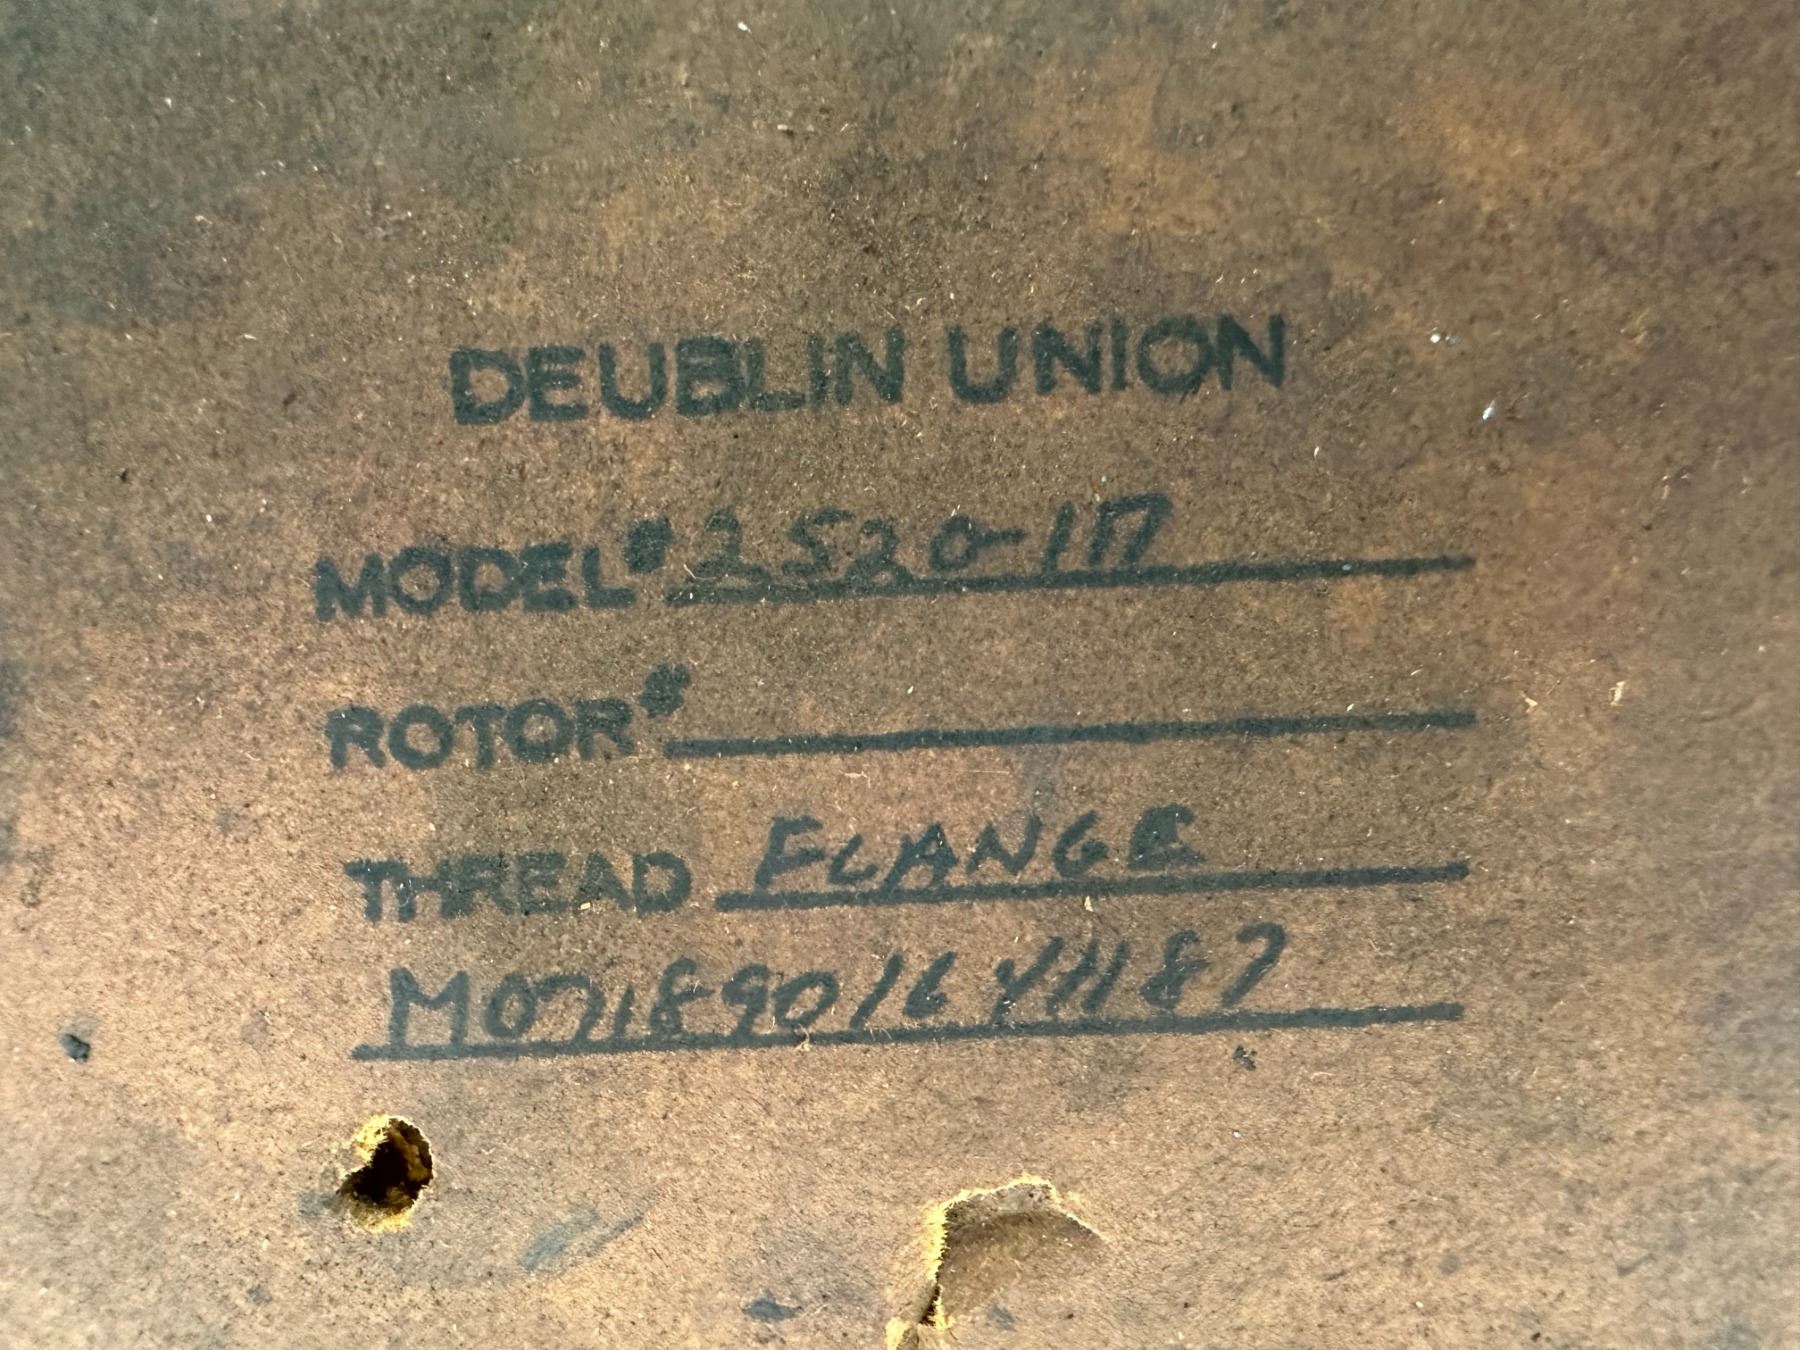 DEUBLIN UNION
MODEL# 2520-117
ROTOR#
THREAD FLANGE
M0718901641187